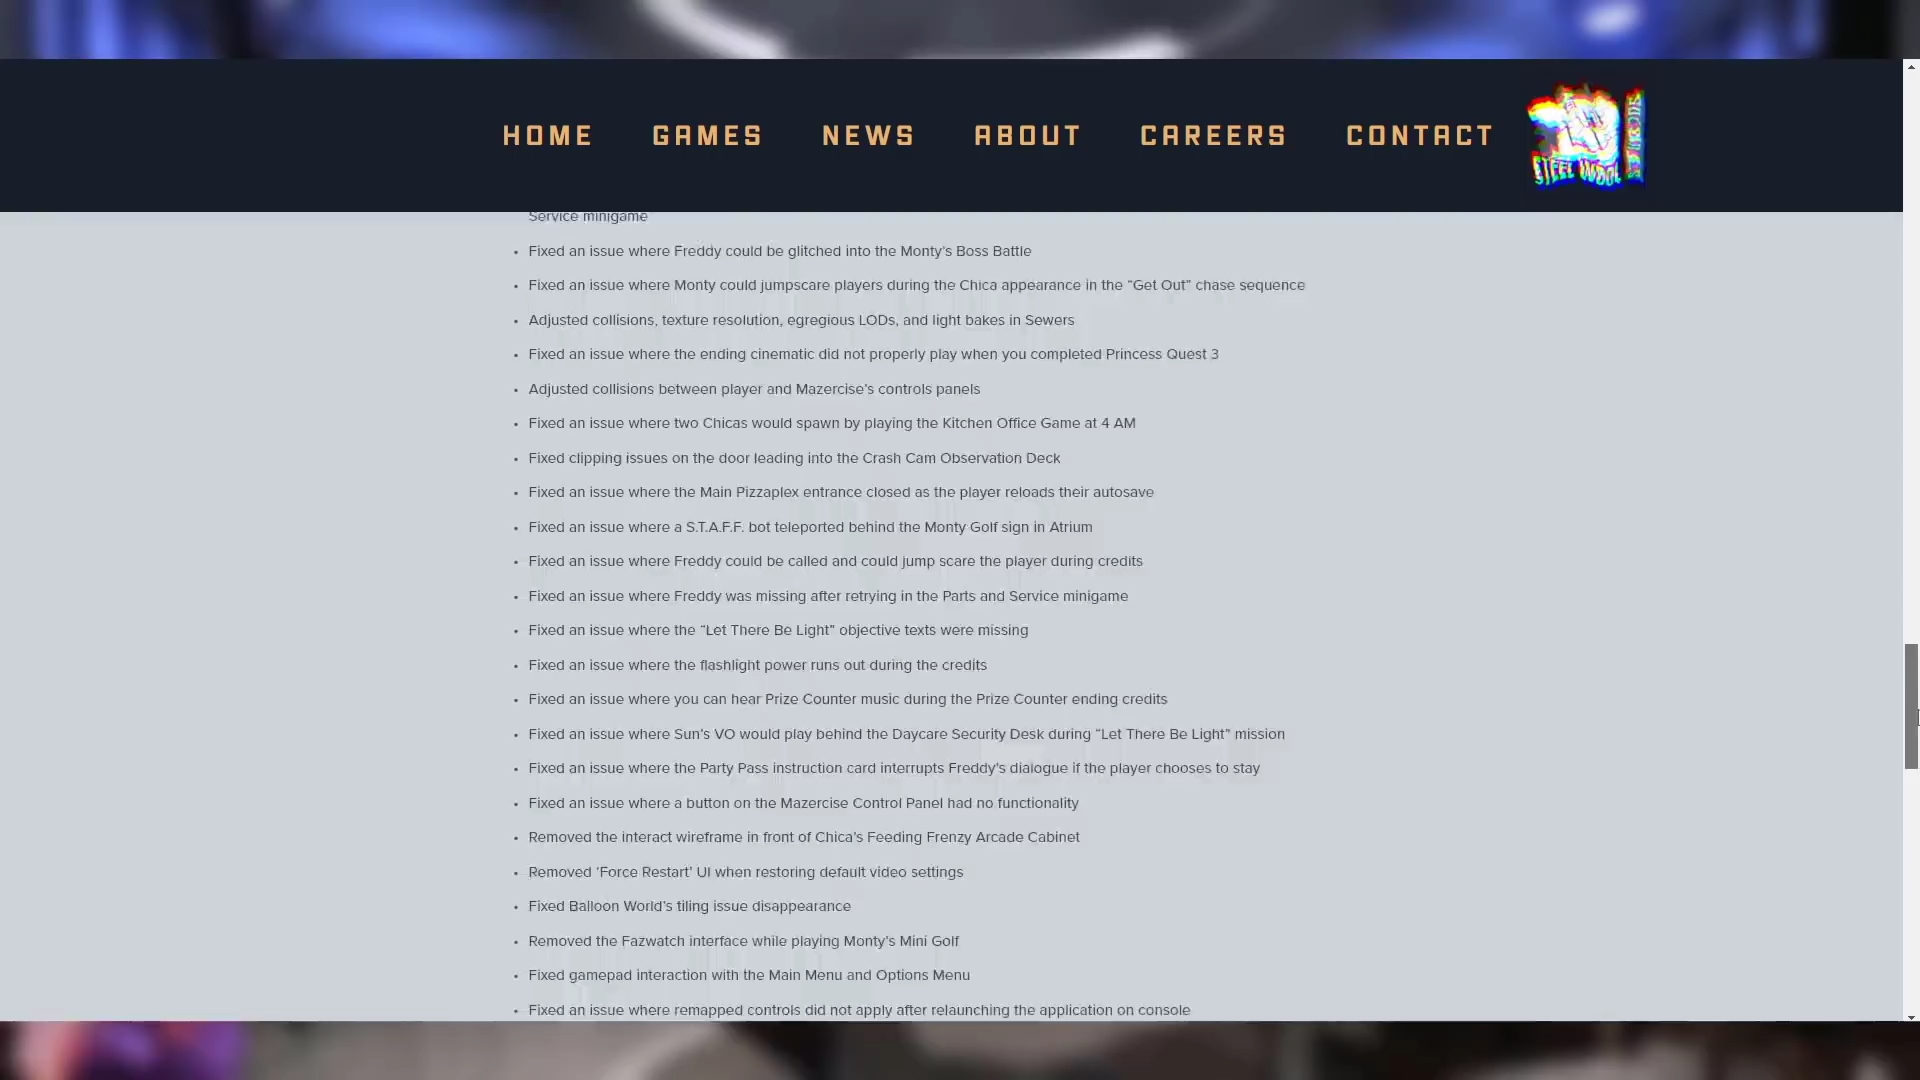 HOME GAMES NEWS ABOUT CAREERS CONTACT
STEEL WOOL
STUDIOS
Service minigame
• Fixed an issue where Freddy could be glitched into the Monty’s Boss Battle
• Fixed an issue where Monty could jumpscare players during the Chica appearance in the “Get Out” chase sequence
• Adjusted collisions, texture resolution, egregious LODs, and light bakes in Sewers
• Fixed an issue where the ending cinematic did not properly play when you completed Princess Quest 3
• Adjusted collisions between player and Mazercise’s controls panels
• Fixed an issue where two Chicas would spawn by playing the Kitchen Office Game at 4 AM
• Fixed clipping issues on the door leading into the Crash Cam Observation Deck
• Fixed an issue where the Main Pizzaplex entrance closed as the player reloads their autosave
• Fixed an issue where a S.T.A.F.F. bot teleported behind the Monty Golf sign in Atrium
• Fixed an issue where Freddy could be called and could jump scare the player during credits
• Fixed an issue where Freddy was missing after retrying in the Parts and Service minigame
• Fixed an issue where the “Let There Be Light” objective texts were missing
• Fixed an issue where the flashlight power runs out during the credits
• Fixed an issue where you can hear Prize Counter music during the Prize Counter ending credits
• Fixed an issue where Sun’s VO would play behind the Daycare Security Desk during “Let There Be Light” mission
• Fixed an issue where the Party Pass instruction card interrupts Freddy’s dialogue if the player chooses to stay
• Fixed an issue where a button on the Mazercise Control Panel had no functionality
• Removed the interact wireframe in front of Chica’s Feeding Frenzy Arcade Cabinet
• Removed ‘Force Restart’ UI when restoring default video settings
• Fixed Balloon World’s tiling issue disappearance
• Removed the Fazwatch interface while playing Monty’s Mini Golf
• Fixed gamepad interaction with the Main Menu and Options Menu
• Fixed an issue where remapped controls did not apply after relaunching the application on console